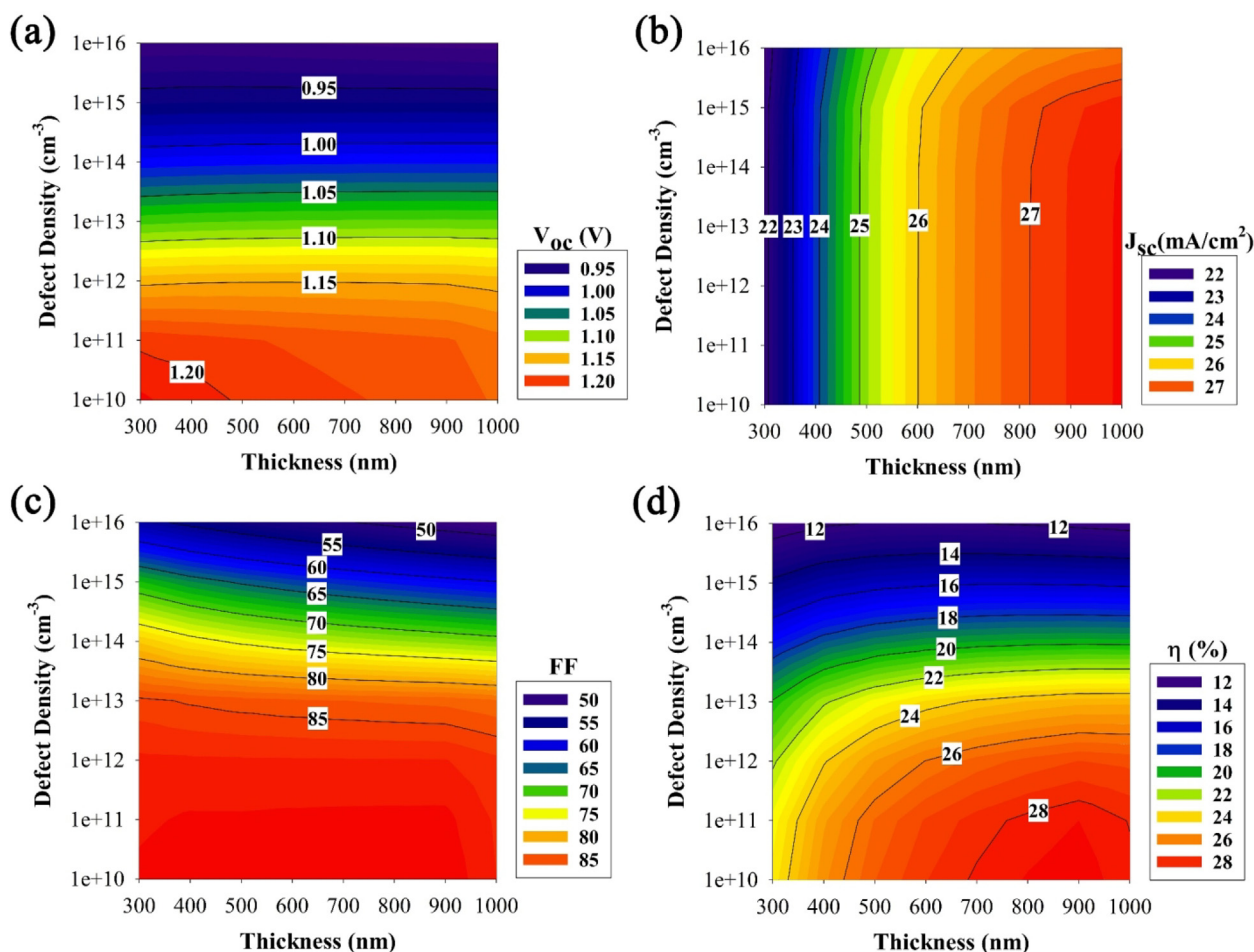 (a)
1e+16
1e+15
1e+14
1e+13
1e+12
1e+11
1e+10
Defect Density (cm-3)
0.95
1.00
1.05
1.10
1.15
1.20
300 400 500 600 700 800 900 1000
Thickness (nm)
Voc (V)
0.95
1.00
1.05
1.10
1.15
1.20
(b)
1e+16
1e+15
1e+14
1e+13
1e+12
1e+11
1e+10
Defect Density (cm-3)
22 23 24 25 26 27
300 400 500 600 700 800 900 1000
Thickness (nm)
Jsc(mA/cm2)
22
23
24
25
26
27
(c)
1e+16
1e+15
1e+14
1e+13
1e+12
1e+11
1e+10
Defect Density (cm-3)
50
55
60
65
70
75
80
85
300 400 500 600 700 800 900 1000
Thickness (nm)
FF
50
55
60
65
70
75
80
85
(d)
1e+16
1e+15
1e+14
1e+13
1e+12
1e+11
1e+10
Defect Density (cm-3)
12 12
14
16
18
20
22
24
26
28
300 400 500 600 700 800 900 1000
Thickness (nm)
η (%)
12
14
16
18
20
22
24
26
28